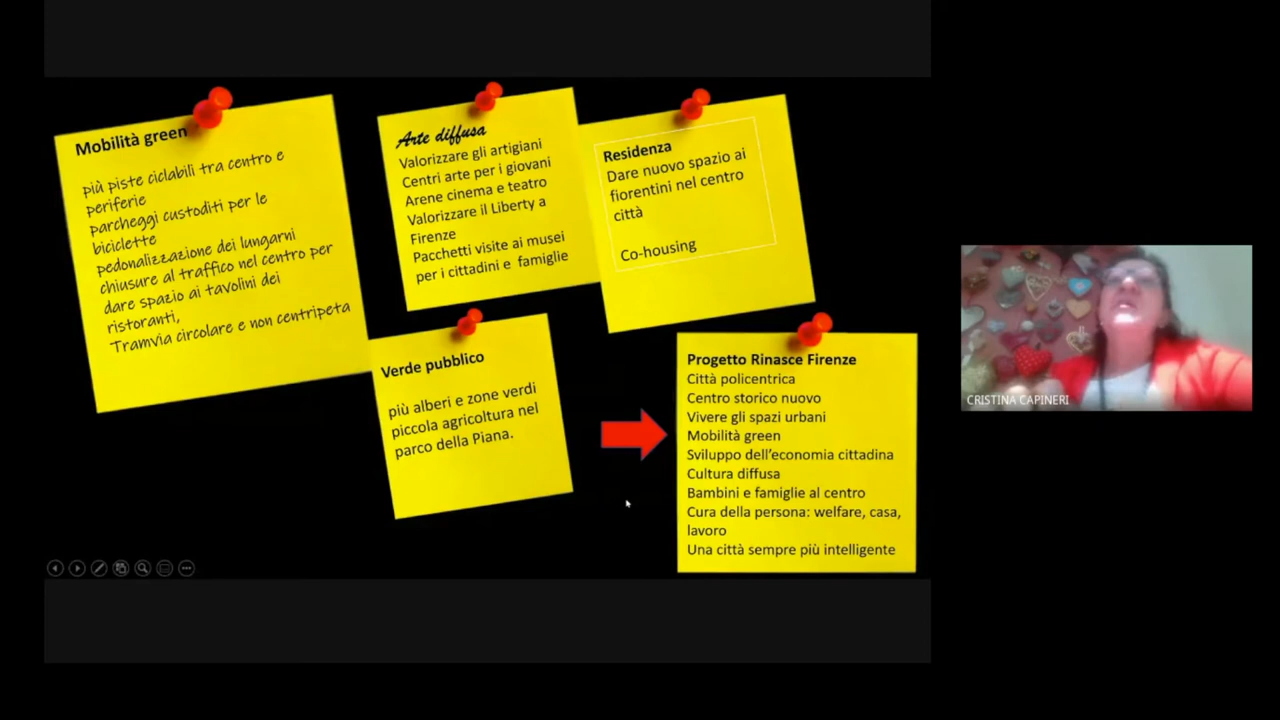 Mobilità green
più piste ciclabili tra centro e
periferie
parcheggi custoditi per le
biciclette
pedonalizzazione dei lungarni
chiusure al traffico nel centro per
dare spazio ai tavolini dei
ristoranti,
Tramvia circolare e non centripeta
Arte diffusa
Valorizzare gli artigiani
Centri arte per i giovani
Arene cinema e teatro
Valorizzare il Liberty a
Firenze
Pacchetti visite ai musei
per i cittadini e famiglie
Residenza
Dare nuovo spazio ai
fiorentini nel centro
città
Co-housing
Verde pubblico
più alberi e zone verdi
piccola agricoltura nel
parco della Piana.
Progetto Rinasce Firenze
Città policentrica
Centro storico nuovo
Vivere gli spazi urbani
Mobilità green
Sviluppo dell’economia cittadina
Cultura diffusa
Bambini e famiglie al centro
Cura della persona: welfare, casa,
lavoro
Una città sempre più intelligente
CRISTINA CAPINERI